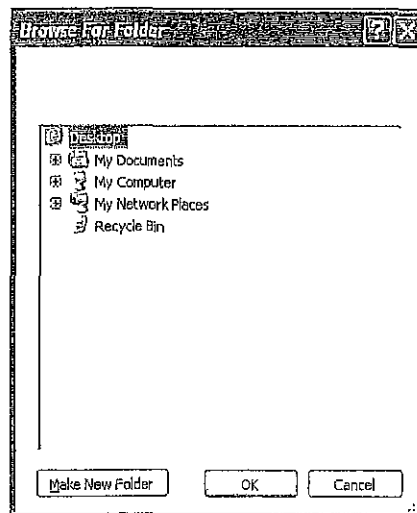 Browse For Folder
Desktop
My Documents
My Computer
My Network Places
Recycle Bin
Make New Folder
OK
Cancel